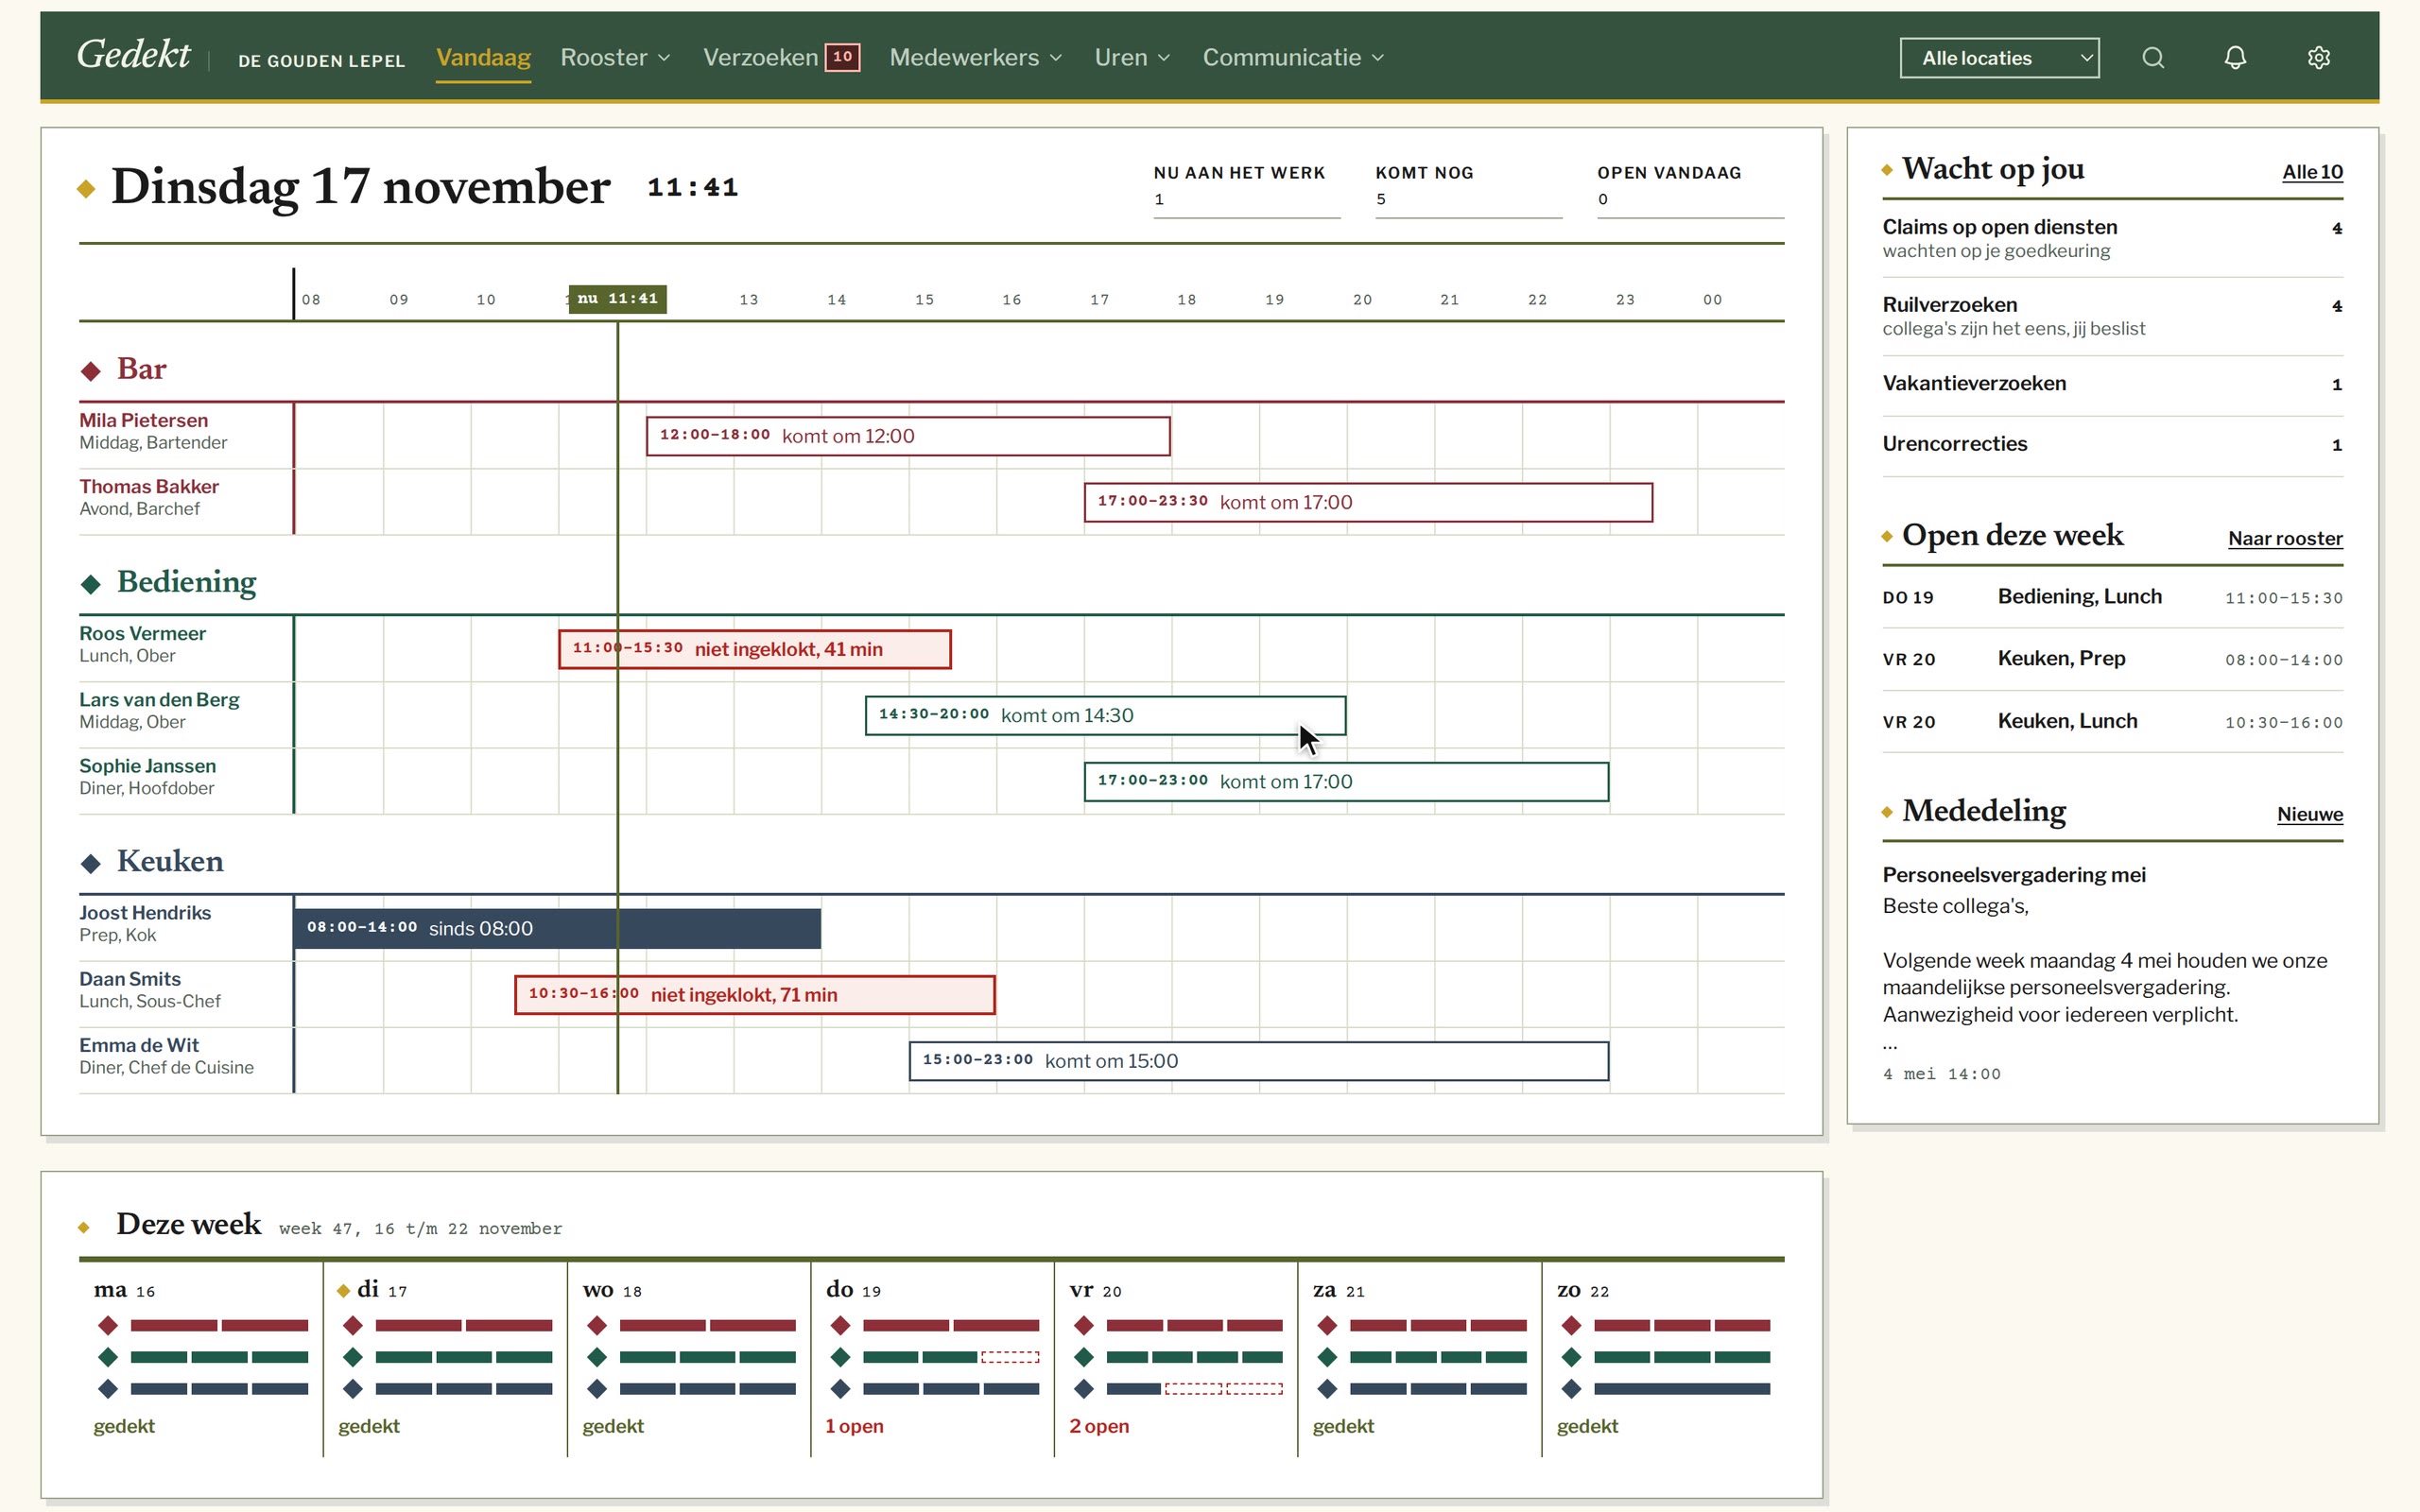 Gedekt DE GOUDEN LEPEL Vandaag Rooster Verzoeken 10 Medewerkers Uren Communicatie Alle locaties
Dinsdag 17 november 11:41
NU AAN HET WERK KOMT NOG OPEN VANDAAG
1 5 0
08 09 10 nu 11:41 13 14 15 16 17 18 19 20 21 22 23 00
Bar
Mila Pietersen
Middag, Bartender
12:00–18:00 komt om 12:00
Thomas Bakker
Avond, Barchef
17:00–23:30 komt om 17:00
Bediening
Roos Vermeer
Lunch, Ober
11:00–15:30 niet ingeklokt, 41 min
Lars van den Berg
Middag, Ober
14:30–20:00 komt om 14:30
Sophie Janssen
Diner, Hoofdober
17:00–23:00 komt om 17:00
Keuken
Joost Hendriks
Prep, Kok
08:00–14:00 sinds 08:00
Daan Smits
Lunch, Sous-Chef
10:30–16:00 niet ingeklokt, 71 min
Emma de Wit
Diner, Chef de Cuisine
15:00–23:00 komt om 15:00
Wacht op jou Alle 10
Claims op open diensten 4
wachten op je goedkeuring
Ruilverzoeken 4
collega's zijn het eens, jij beslist
Vakantieverzoeken 1
Urencorrecties 1
Open deze week Naar rooster
DO 19 Bediening, Lunch 11:00–15:30
VR 20 Keuken, Prep 08:00–14:00
VR 20 Keuken, Lunch 10:30–16:00
Mededeling Nieuwe
Personeelsvergadering mei
Beste collega's,
Volgende week maandag 4 mei houden we onze
maandelijkse personeelsvergadering.
Aanwezigheid voor iedereen verplicht.
...
4 mei 14:00
Deze week week 47, 16 t/m 22 november
ma 16 di 17 wo 18 do 19 vr 20 za 21 zo 22
gedekt gedekt gedekt 1 open 2 open gedekt gedekt